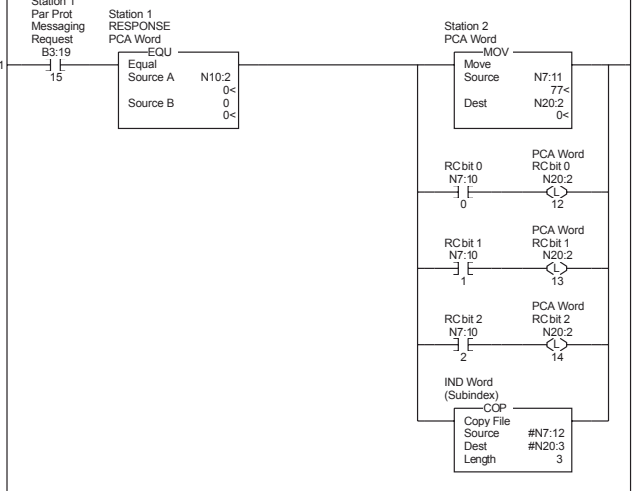 Station 1
Par Prot
Messaging
Request
B3:19
15
1
Station 1
RESPONSE
PCA Word
EQU
Equal
Source A N10:2
0<
Source B 0
0<
Station 2
PCA Word
MOV
Move
Source N7:11
77<
Dest N20:2
0<
RC bit 0
N7:10
0
PCA Word
RC bit 0
N20:2
L
12
RC bit 1
N7:10
1
PCA Word
RC bit 1
N20:2
L
13
RC bit 2
N7:10
2
PCA Word
RC bit 2
N20:2
L
14
IND Word
(Subindex)
COP
Copy File
Source #N7:12
Dest #N20:3
Length 3